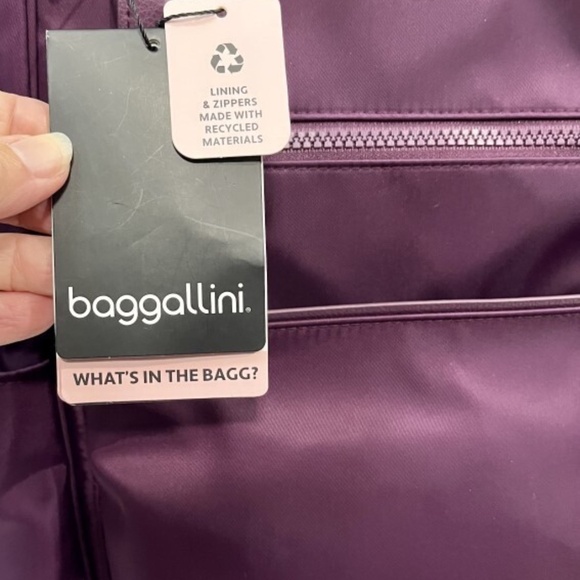 LINING
& ZIPPERS
MADE WITH
RECYCLED
MATERIALS
baggallini®
WHAT'S IN THE BAGG?